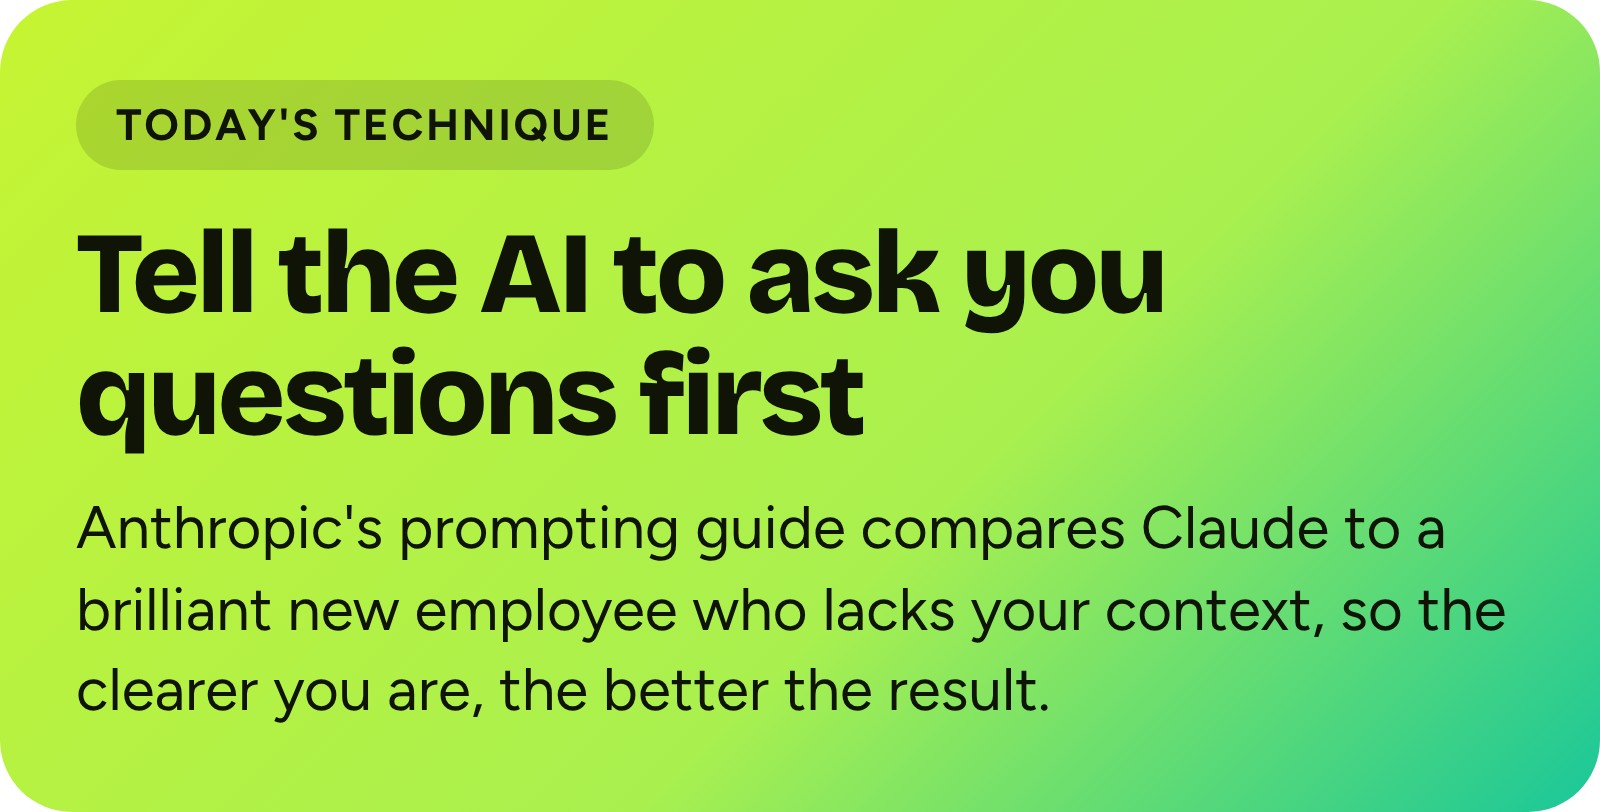 TODAY'S TECHNIQUE
Tell the AI to ask you
questions first
Anthropic's prompting guide compares Claude to a
brilliant new employee who lacks your context, so the
clearer you are, the better the result.